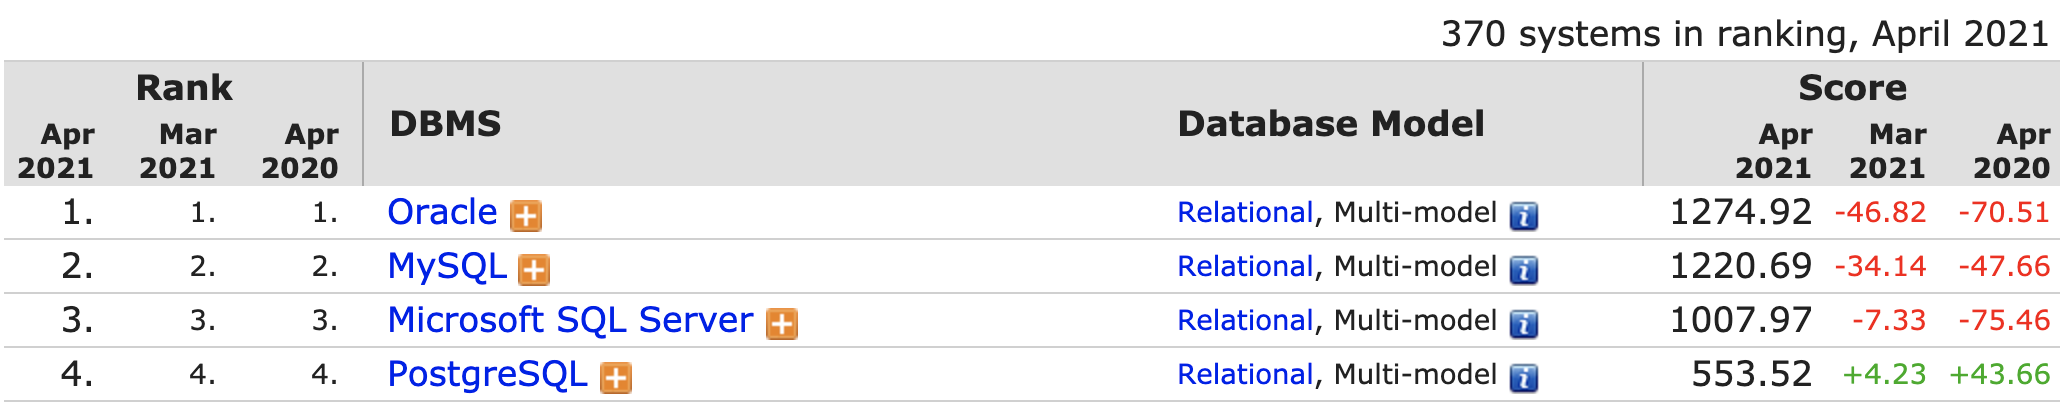 370 systems in ranking, April 2021
Rank DBMS Database Model Score
Apr 2021 Mar 2021 Apr 2020 Apr 2021 Mar 2021 Apr 2020
1. 1. 1. Oracle Relational, Multi-model 1274.92 -46.82 -70.51
2. 2. 2. MySQL Relational, Multi-model 1220.69 -34.14 -47.66
3. 3. 3. Microsoft SQL Server Relational, Multi-model 1007.97 -7.33 -75.46
4. 4. 4. PostgreSQL Relational, Multi-model 553.52 +4.23 +43.66